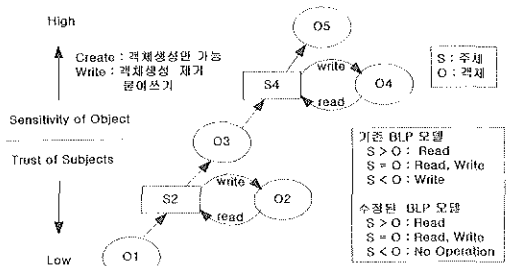 High
Create : 객체생성만 가능
Write : 객체생성 제거
붙여쓰기
Sensitivity of Object
Trust of Subjects
Low
O5
S4
write
read
O4
O3
S2
write
read
O2
O1
S : 주체
O : 객체
기존 BLP 모델
S > O : Read
S = O : Read, Write
S < O : Write
수정된 BLP 모델
S > O : Read
S = O : Read, Write
S < O : No Operation